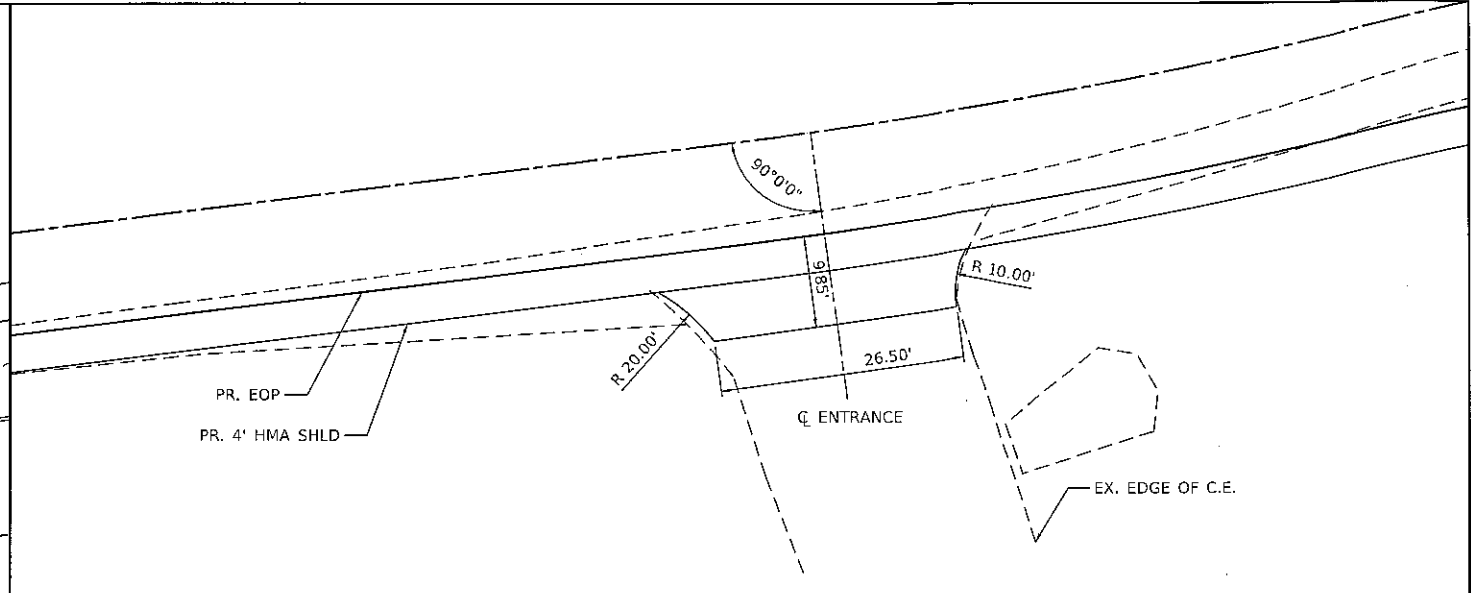 90°0'0"
9.85'
R 10.00'
R 20.00'
26.50'
PR. EOP
℄ ENTRANCE
PR. 4' HMA SHLD
EX. EDGE OF C.E.